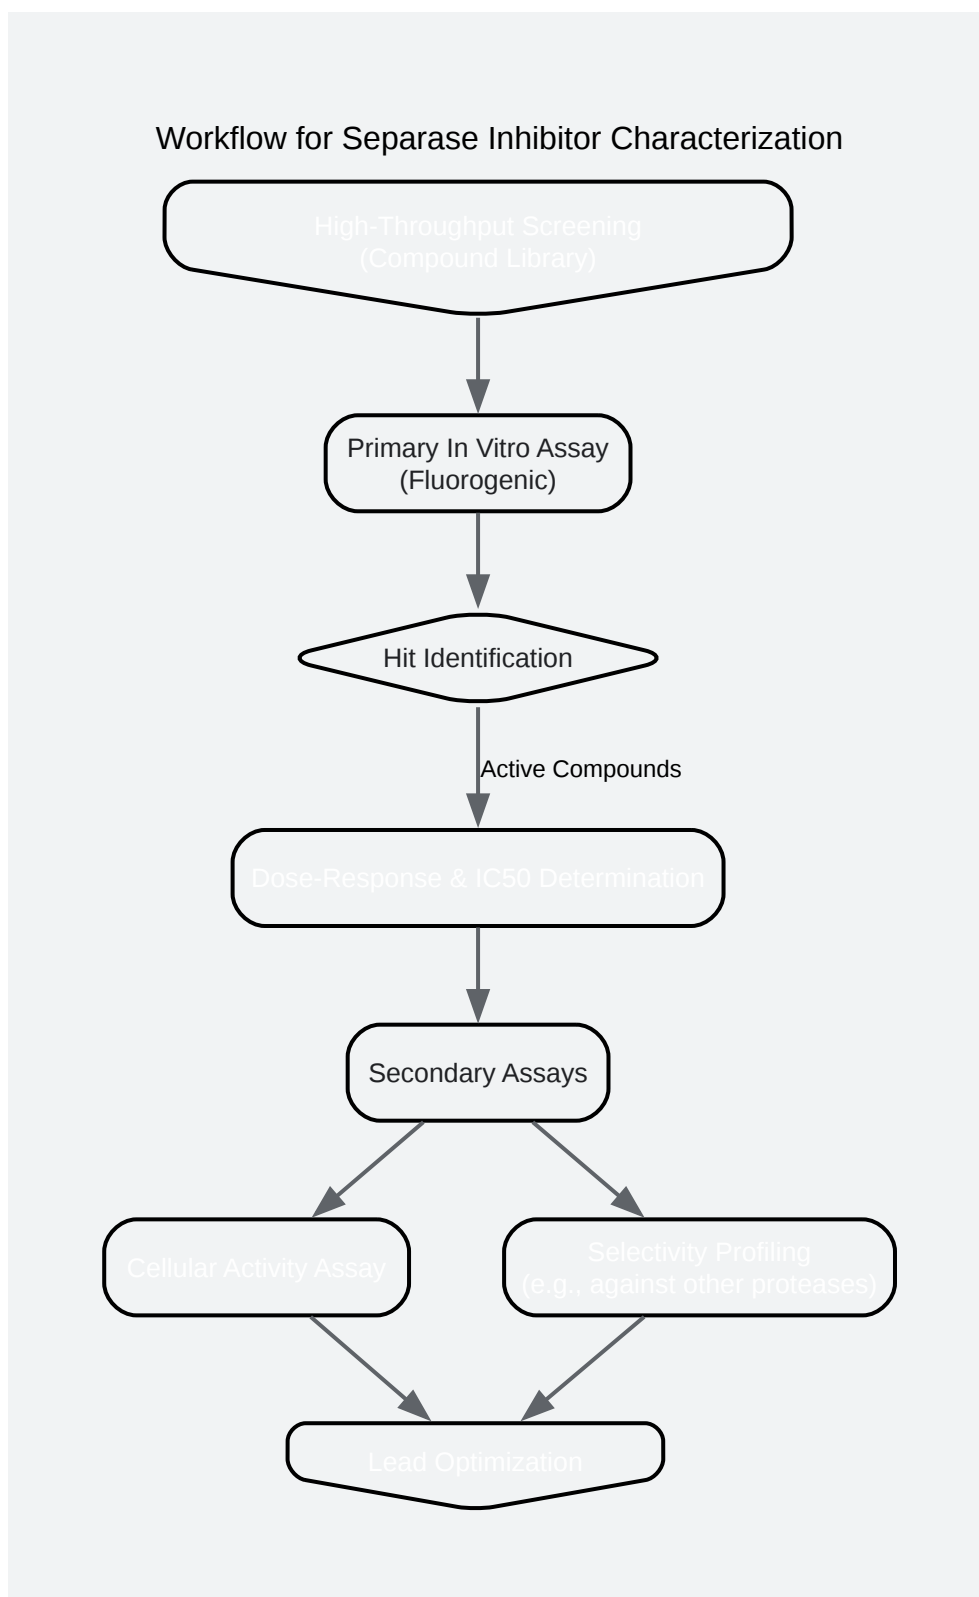 Workflow for Separase Inhibitor Characterization
High-Throughput Screening
(Compound Library)
Primary In Vitro Assay
(Fluorogenic)
Hit Identification
Active Compounds
Dose-Response & IC50 Determination
Secondary Assays
Cellular Activity Assay
Selectivity Profiling
(e.g., against other proteases)
Lead Optimization